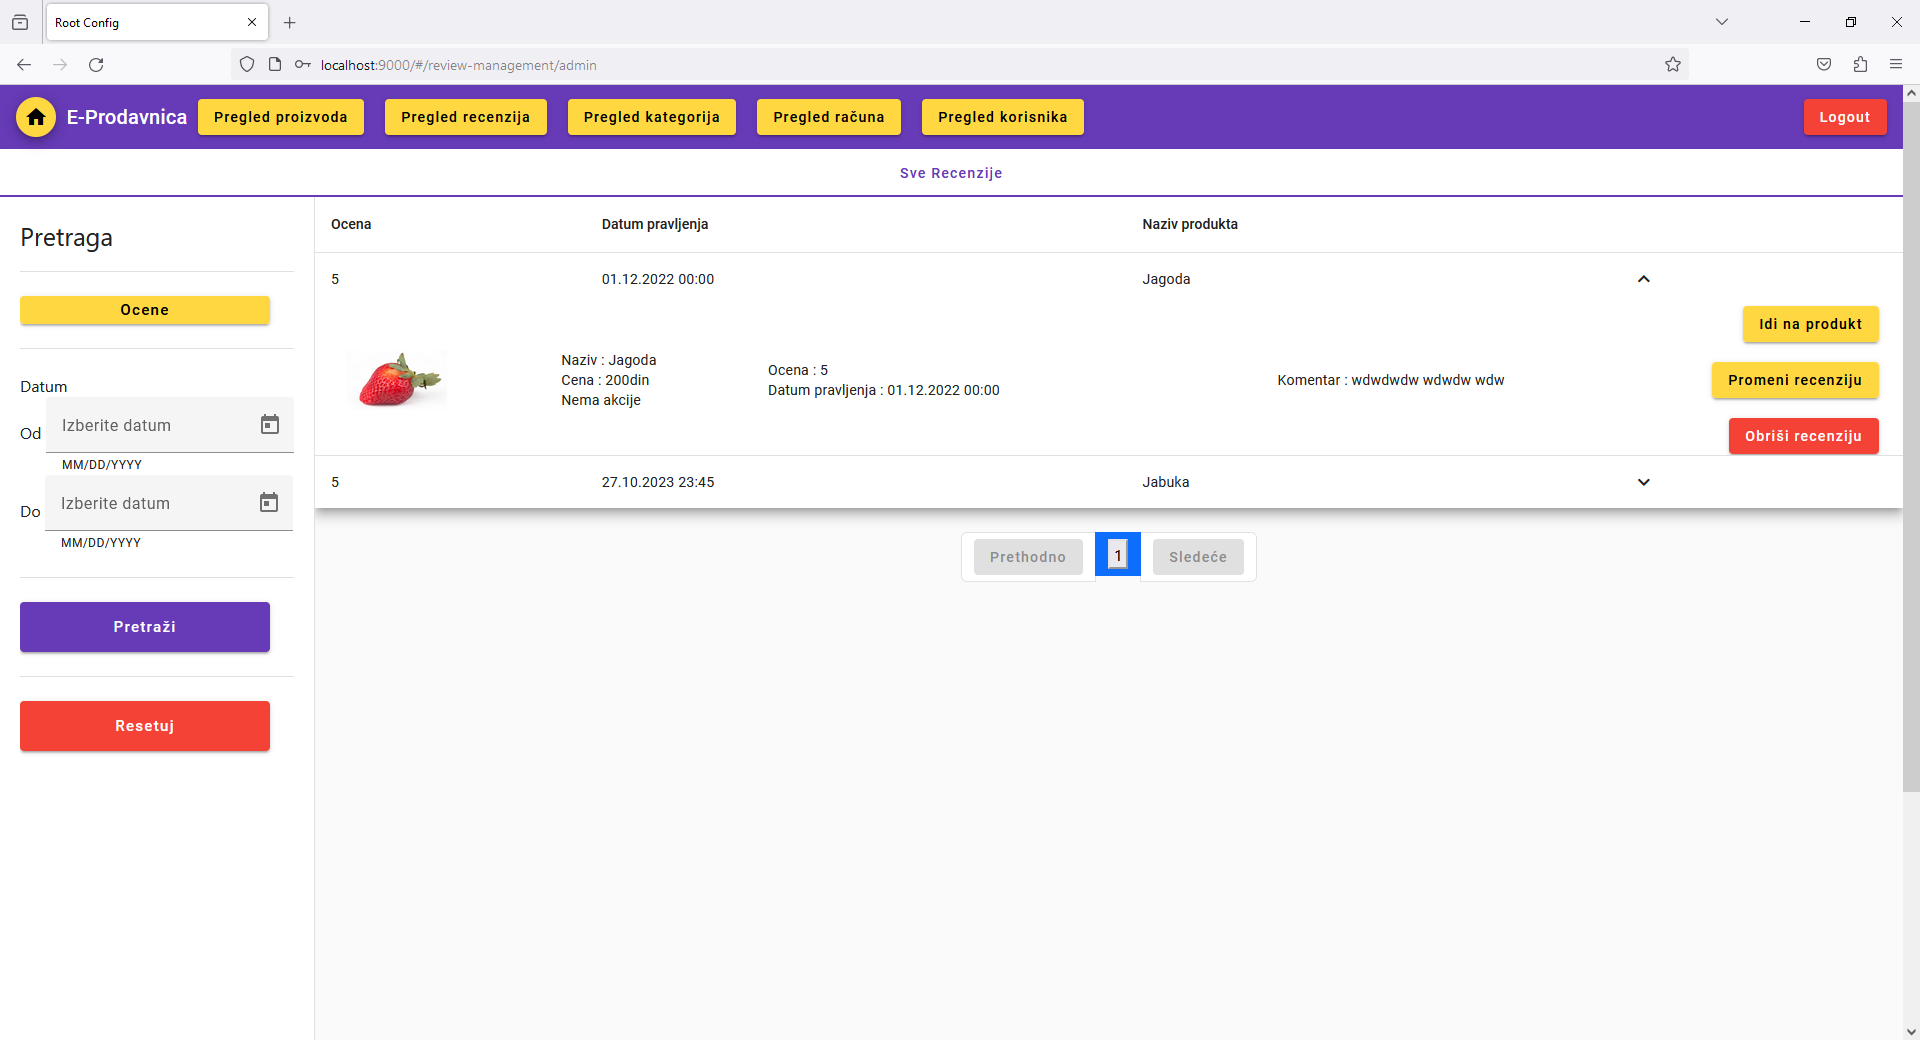 Root Config
localhost:9000/#/review-management/admin
E-Prodavnica Pregled proizvoda Pregled recenzija Pregled kategorija Pregled računa Pregled korisnika Logout
Sve Recenzije
Pretraga
Ocene
Datum
Od Izberite datum
MM/DD/YYYY
Do Izberite datum
MM/DD/YYYY
Pretraži
Resetuj
Ocena Datum pravljenja Naziv produkta
5 01.12.2022 00:00 Jagoda
Naziv : Jagoda
Cena : 200din
Nema akcije
Ocena : 5
Datum pravljenja : 01.12.2022 00:00
Komentar : wdwdwdw wdwdw wdw
Idi na produkt
Promeni recenziju
Obriši recenziju
5 27.10.2023 23:45 Jabuka
Prethodno 1 Sledeće